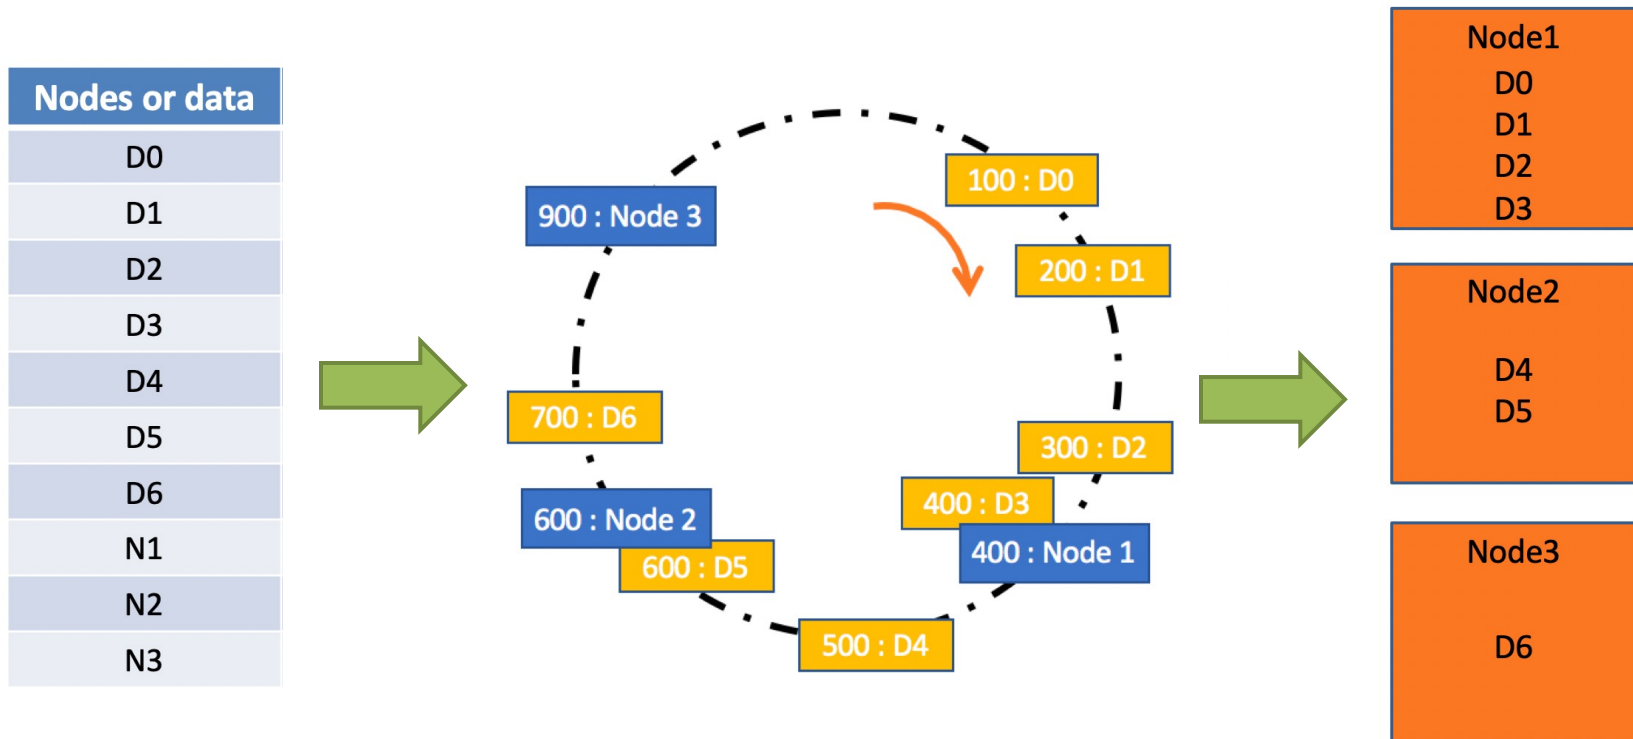 Nodes or data
D0
D1
D2
D3
D4
D5
D6
N1
N2
N3
100 : D0
900 : Node 3
200 : D1
700 : D6
300 : D2
400 : D3
600 : Node 2
400 : Node 1
600 : D5
500 : D4
Node1
D0
D1
D2
D3
Node2
D4
D5
Node3
D6